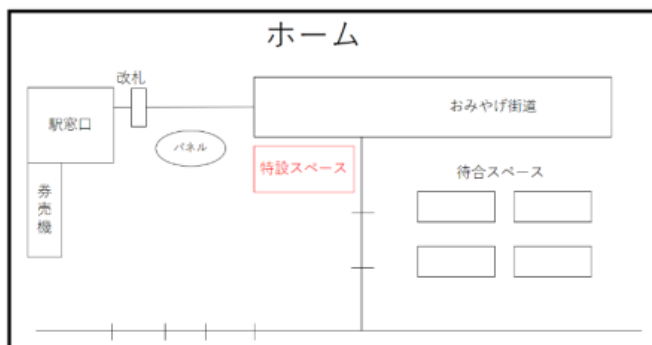 ホーム
改札
おみやげ街道
駅窓口
パネル
特設スペース
待合スペース
券売機